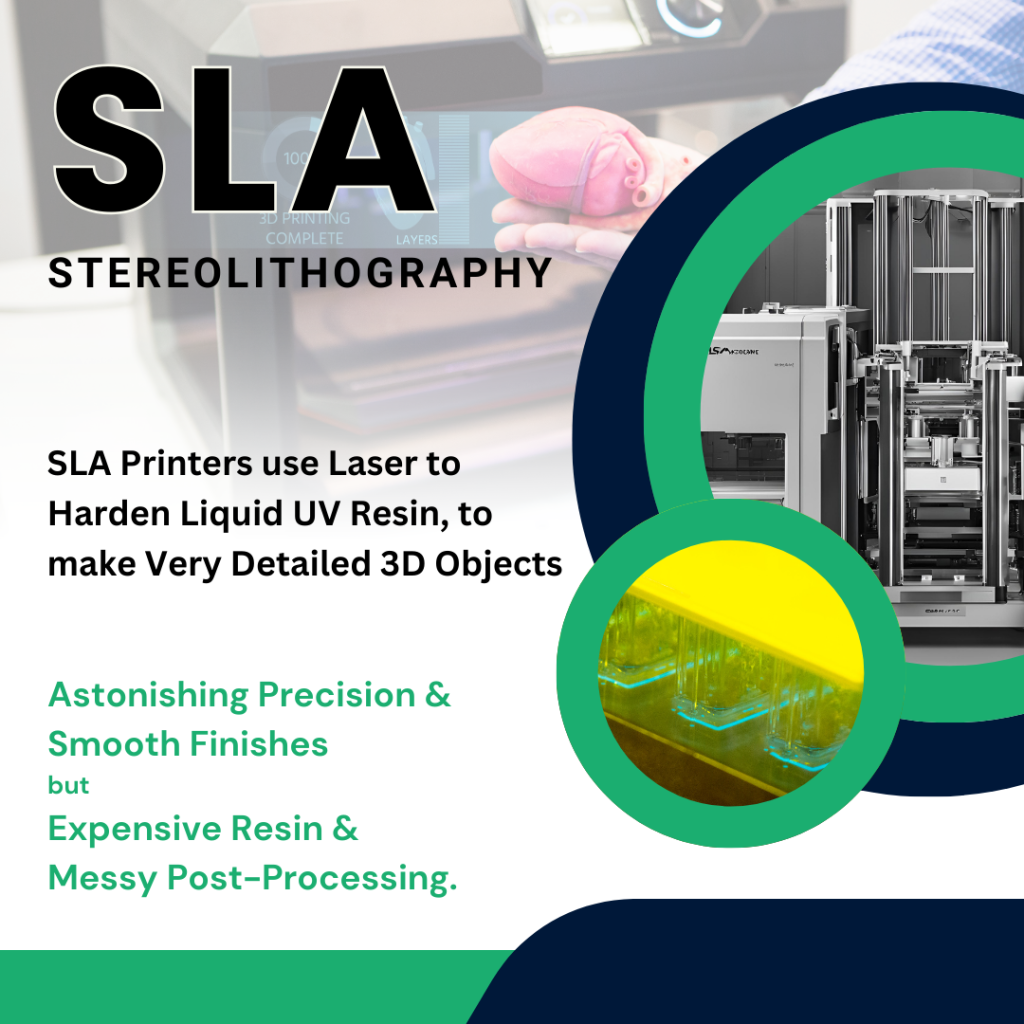 SLA
100
3D PRINTING
COMPLETE
LAYERS
STEREOLITHOGRAPHY
SLA Printers use Laser to
Harden Liquid UV Resin, to
make Very Detailed 3D Objects
Astonishing Precision &
Smooth Finishes
but
Expensive Resin &
Messy Post-Processing.